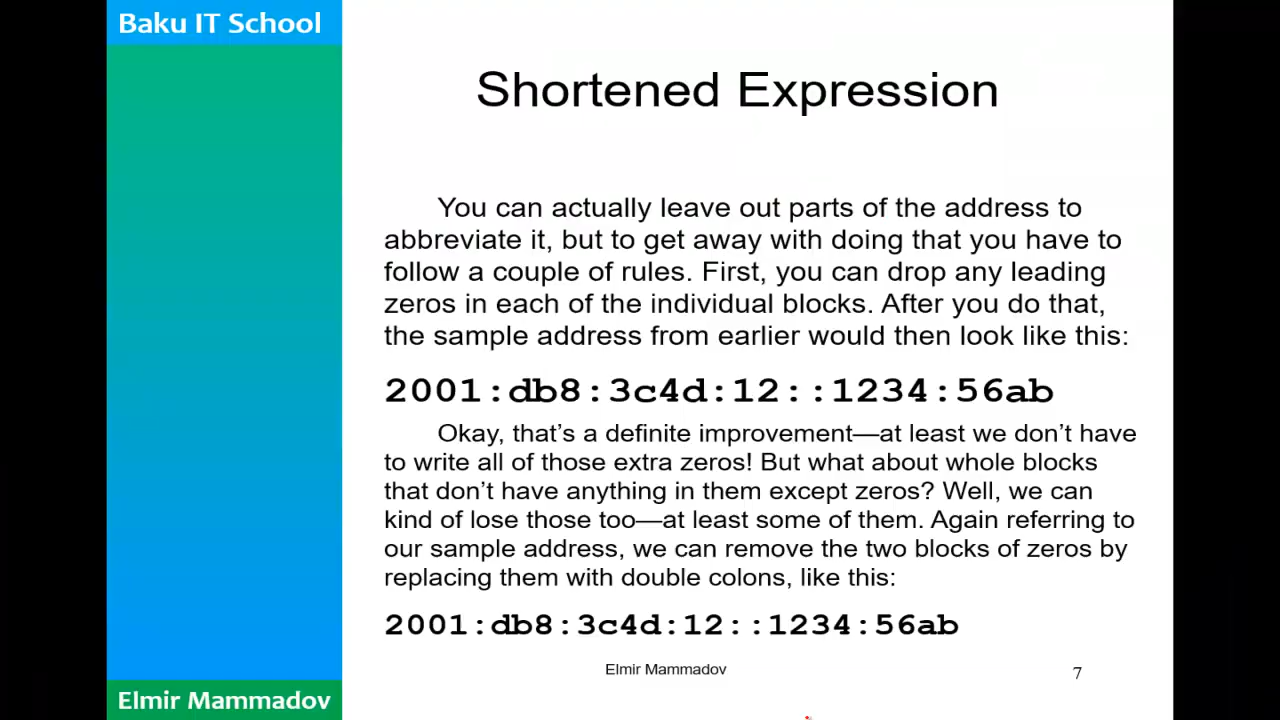 Baku IT School
Shortened Expression
You can actually leave out parts of the address to
abbreviate it, but to get away with doing that you have to
follow a couple of rules. First, you can drop any leading
zeros in each of the individual blocks. After you do that,
the sample address from earlier would then look like this:
2001:db8:3c4d:12::1234:56ab
Okay, that’s a definite improvement—at least we don’t have
to write all of those extra zeros! But what about whole blocks
that don’t have anything in them except zeros? Well, we can
kind of lose those too—at least some of them. Again referring to
our sample address, we can remove the two blocks of zeros by
replacing them with double colons, like this:
2001:db8:3c4d:12::1234:56ab
Elmir Mammadov
7
Elmir Mammadov